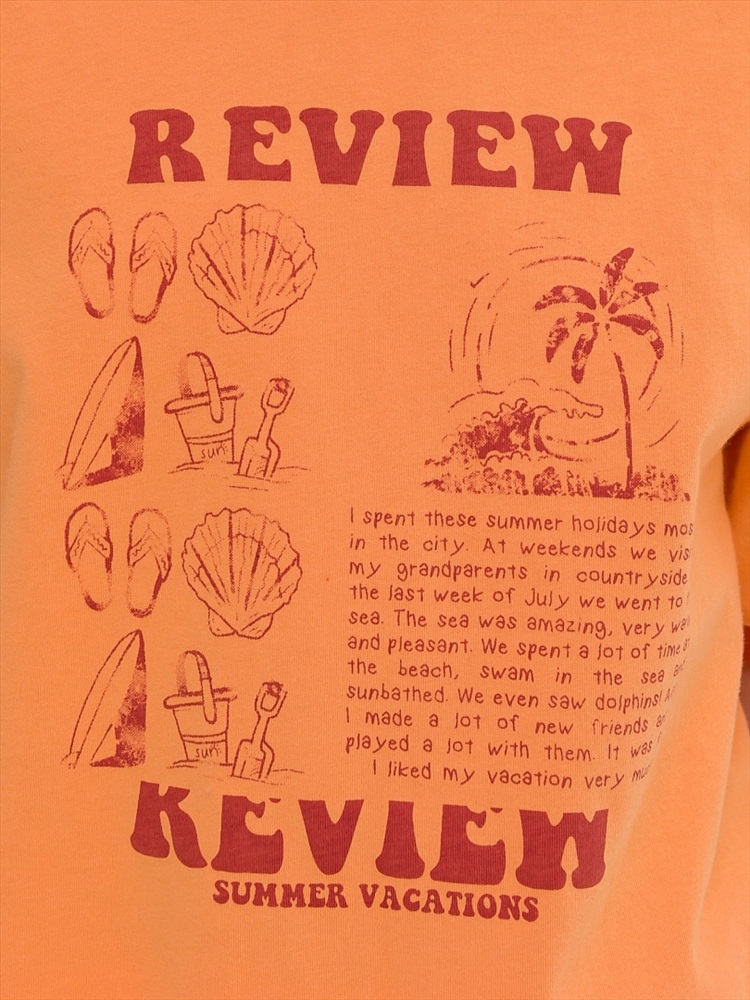 REVIEW
sun
I spent these summer holidays mos
in the city. At weekends we vis
my grandparents in countryside
the last week of July we went to
sea. The sea was amazing, very wa
and pleasant. We spent a lot of time a
the beach, swam in the sea and
sunbathed. We even saw dolphins! A
I made a lot of new friends a
played a lot with them. It was
I liked my vacation very mu
sun
REVIEW
SUMMER VACATIONS